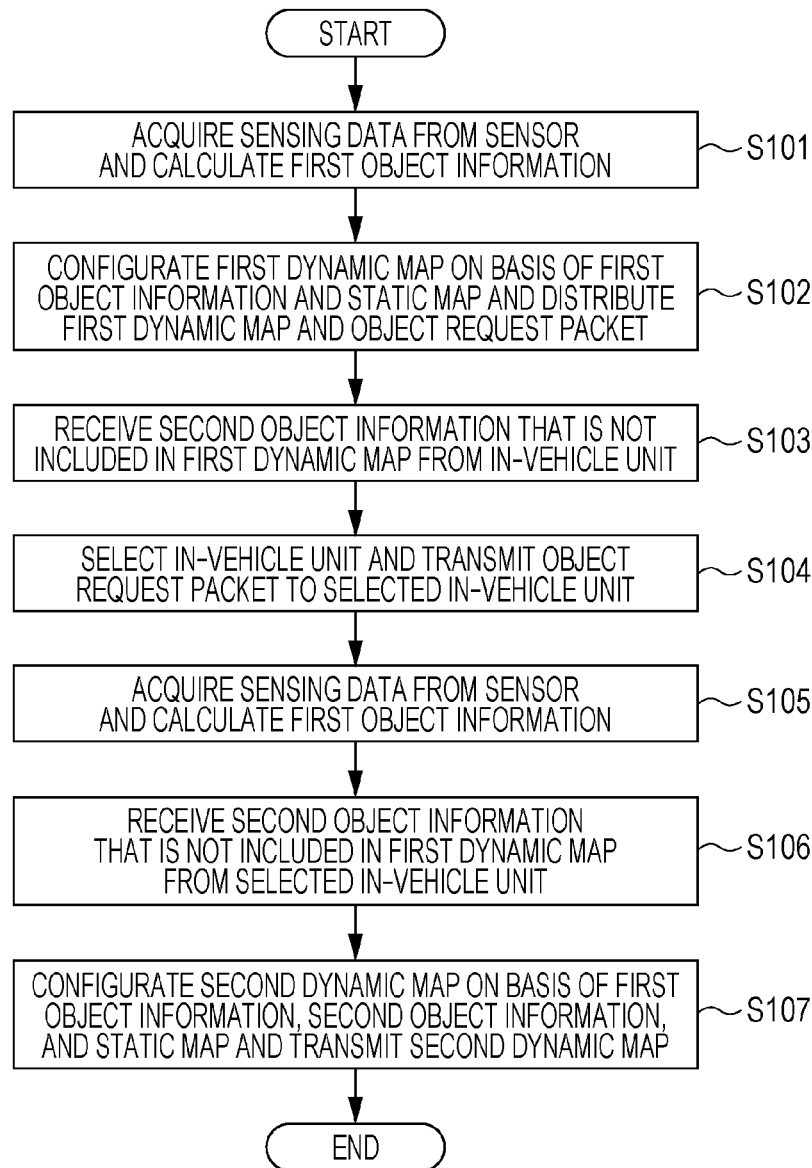 START
ACQUIRE SENSING DATA FROM SENSOR
AND CALCULATE FIRST OBJECT INFORMATION
S101
CONFIGURATE FIRST DYNAMIC MAP ON BASIS OF FIRST
OBJECT INFORMATION AND STATIC MAP AND DISTRIBUTE
FIRST DYNAMIC MAP AND OBJECT REQUEST PACKET
S102
RECEIVE SECOND OBJECT INFORMATION THAT IS NOT
INCLUDED IN FIRST DYNAMIC MAP FROM IN-VEHICLE UNIT
S103
SELECT IN-VEHICLE UNIT AND TRANSMIT OBJECT
REQUEST PACKET TO SELECTED IN-VEHICLE UNIT
S104
ACQUIRE SENSING DATA FROM SENSOR
AND CALCULATE FIRST OBJECT INFORMATION
S105
RECEIVE SECOND OBJECT INFORMATION
THAT IS NOT INCLUDED IN FIRST DYNAMIC MAP
FROM SELECTED IN-VEHICLE UNIT
S106
CONFIGURATE SECOND DYNAMIC MAP ON BASIS OF FIRST
OBJECT INFORMATION, SECOND OBJECT INFORMATION,
AND STATIC MAP AND TRANSMIT SECOND DYNAMIC MAP
S107
END